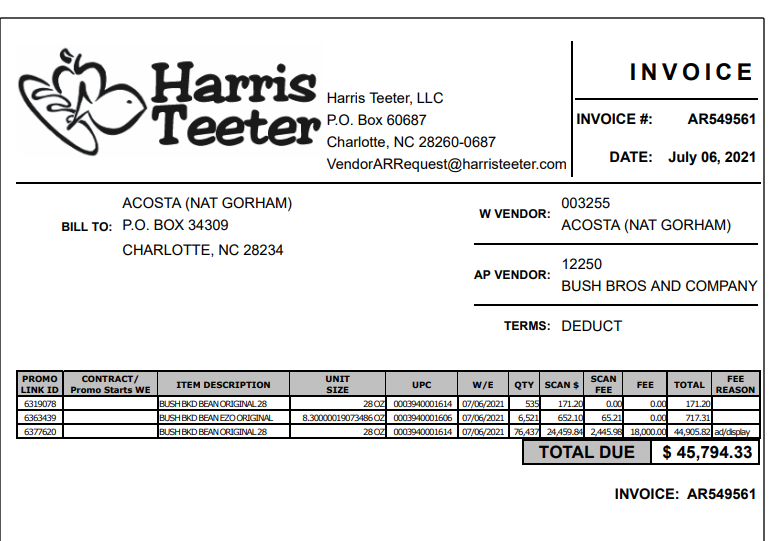 Harris
Teeter
Harris Teeter, LLC
P.O. Box 60687
Charlotte, NC 28260-0687
VendorARRequest@harristeeter.com
INVOICE
INVOICE #: AR549561
DATE: July 06, 2021
BILL TO: ACOSTA (NAT GORHAM)
P.O. BOX 34309
CHARLOTTE, NC 28234
W VENDOR: 003255
ACOSTA (NAT GORHAM)
AP VENDOR: 12250
BUSH BROS AND COMPANY
TERMS: DEDUCT
PROMO LINK ID CONTRACT/ Promo Starts WE ITEM DESCRIPTION UNIT SIZE UPC W/E QTY SCAN $ SCAN FEE FEE TOTAL FEE REASON
6319078 BUSH BKD BEAN ORIGINAL 28 28 OZ 0003940001614 07/06/2021 535 171.20 0.00 0.00 171.20
6363439 BUSH BKD BEAN EZO ORIGINAL 8.30000019073486 OZ 0003940001606 07/06/2021 6,521 652.10 65.21 0.00 717.31
6377620 BUSH BKD BEAN ORIGINAL 28 28 OZ 0003940001614 07/06/2021 76,437 24,459.84 2,445.98 18,000.00 44,905.82 ad/display
TOTAL DUE $ 45,794.33
INVOICE: AR549561